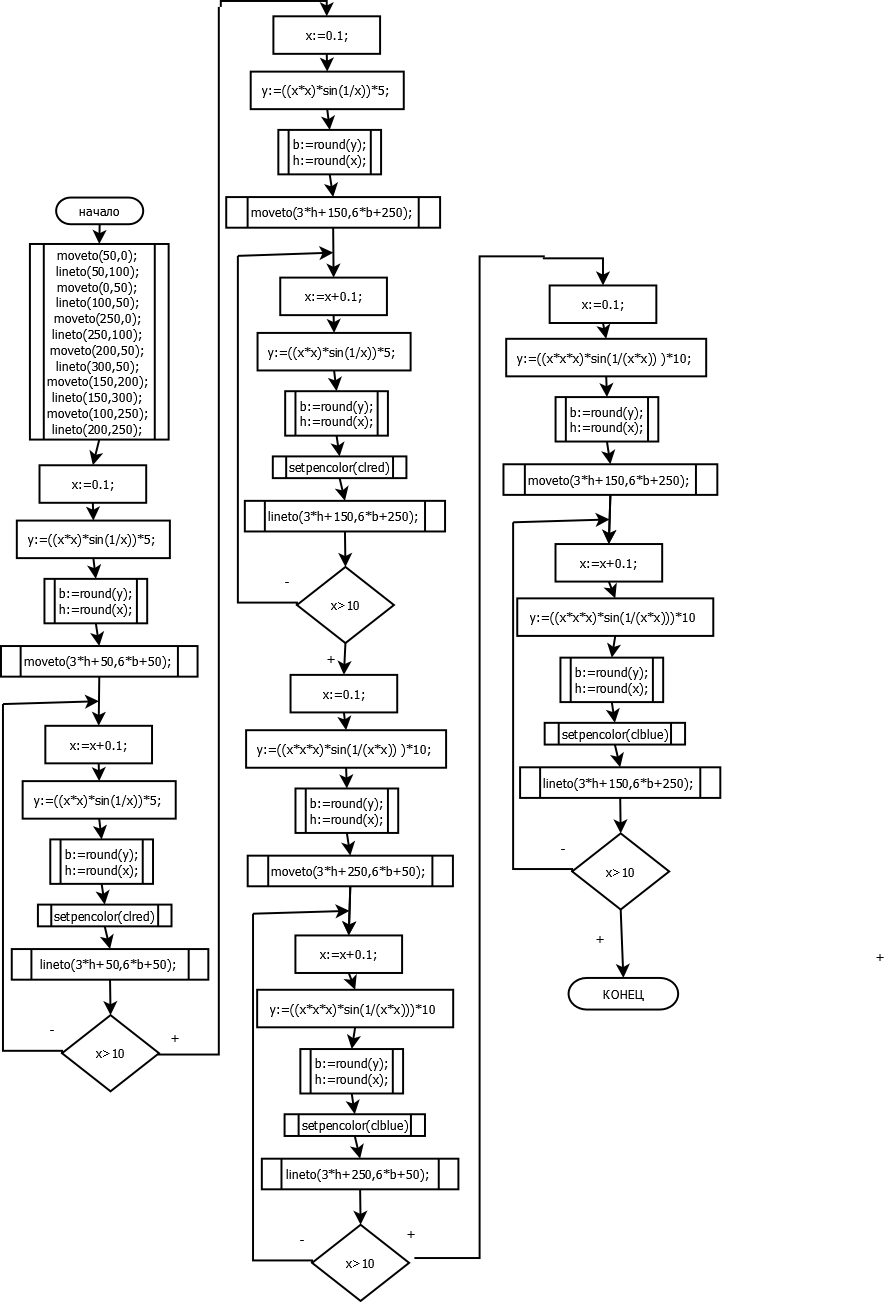 начало
moveto(50,0);
lineto(50,100);
moveto(0,50);
lineto(100,50);
moveto(250,0);
lineto(250,100);
moveto(200,50);
lineto(300,50);
moveto(150,200);
lineto(150,300);
moveto(100,250);
lineto(200,250);
x:=0.1;
y:=((x*x)*sin(1/x))*5;
b:=round(y);
h:=round(x);
moveto(3*h+50,6*b+50);
x:=x+0.1;
y:=((x*x)*sin(1/x))*5;
b:=round(y);
h:=round(x);
setpencolor(clred)
lineto(3*h+50,6*b+50);
x>10
-
+
x:=0.1;
y:=((x*x)*sin(1/x))*5;
b:=round(y);
h:=round(x);
moveto(3*h+150,6*b+250);
x:=x+0.1;
y:=((x*x)*sin(1/x))*5;
b:=round(y);
h:=round(x);
setpencolor(clred)
lineto(3*h+150,6*b+250);
-
x>10
+
x:=0.1;
y:=((x*x*x)*sin(1/(x*x)) )*10;
b:=round(y);
h:=round(x);
moveto(3*h+250,6*b+50);
x:=x+0.1;
y:=((x*x*x)*sin(1/(x*x)))*10
b:=round(y);
h:=round(x);
setpencolor(clblue)
lineto(3*h+250,6*b+50);
-
+
x>10
x:=0.1;
y:=((x*x*x)*sin(1/(x*x)) )*10;
b:=round(y);
h:=round(x);
moveto(3*h+150,6*b+250);
x:=x+0.1;
y:=((x*x*x)*sin(1/(x*x)))*10
b:=round(y);
h:=round(x);
setpencolor(clblue)
lineto(3*h+150,6*b+250);
-
x>10
+
+
КОНЕЦ